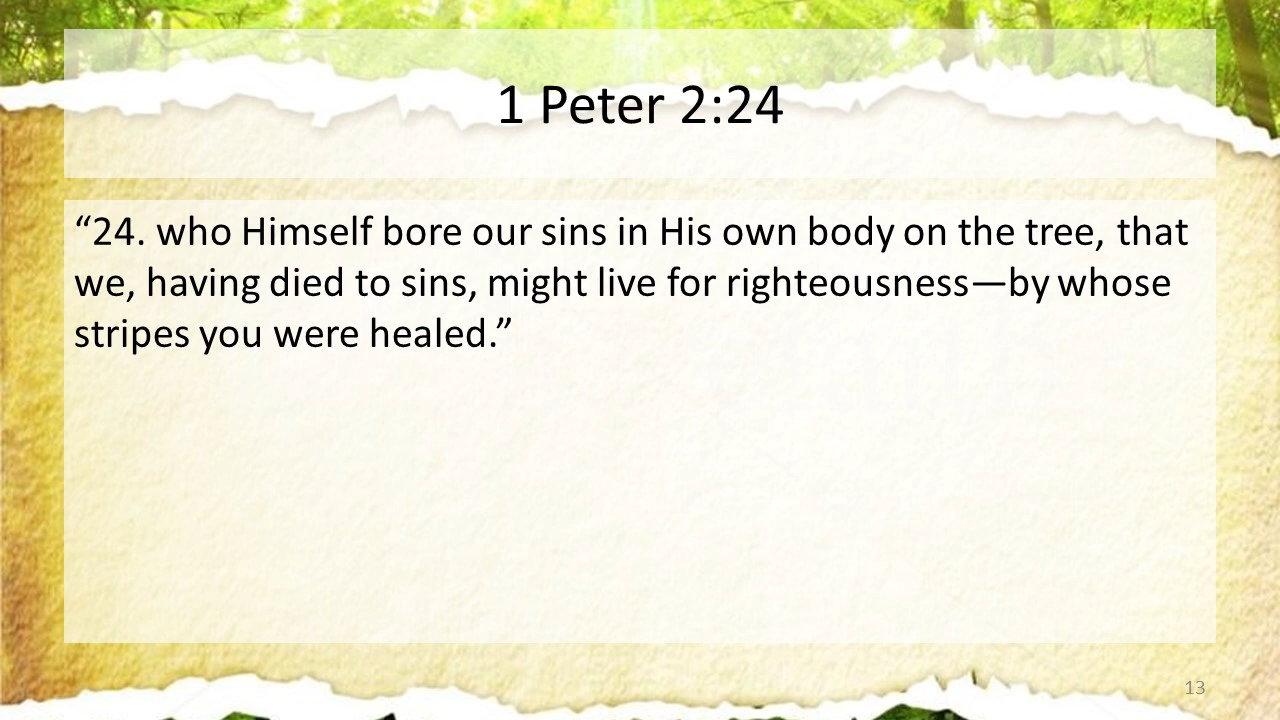 1 Peter 2:24
“24. who Himself bore our sins in His own body on the tree, that
we, having died to sins, might live for righteousness—by whose
stripes you were healed.”
13